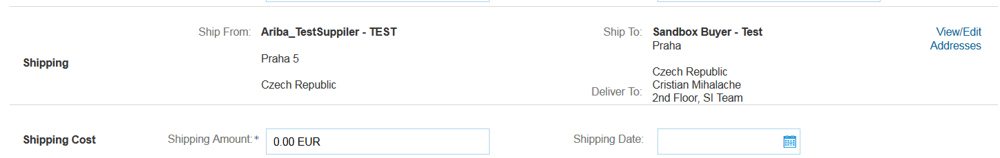 Shipping
Ship From: Ariba_TestSuppiler - TEST
Praha 5
Czech Republic
Ship To: Sandbox Buyer - Test
Praha
Czech Republic
Deliver To: Cristian Mihalache
2nd Floor, SI Team
View/Edit
Addresses
Shipping Cost
Shipping Amount:* 0.00 EUR
Shipping Date: